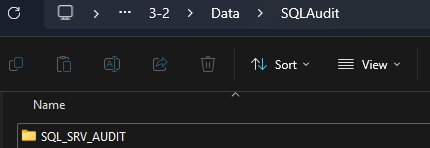 ... 3-2 > Data > SQLAudit
Sort View
Name
SQL_SRV_AUDIT